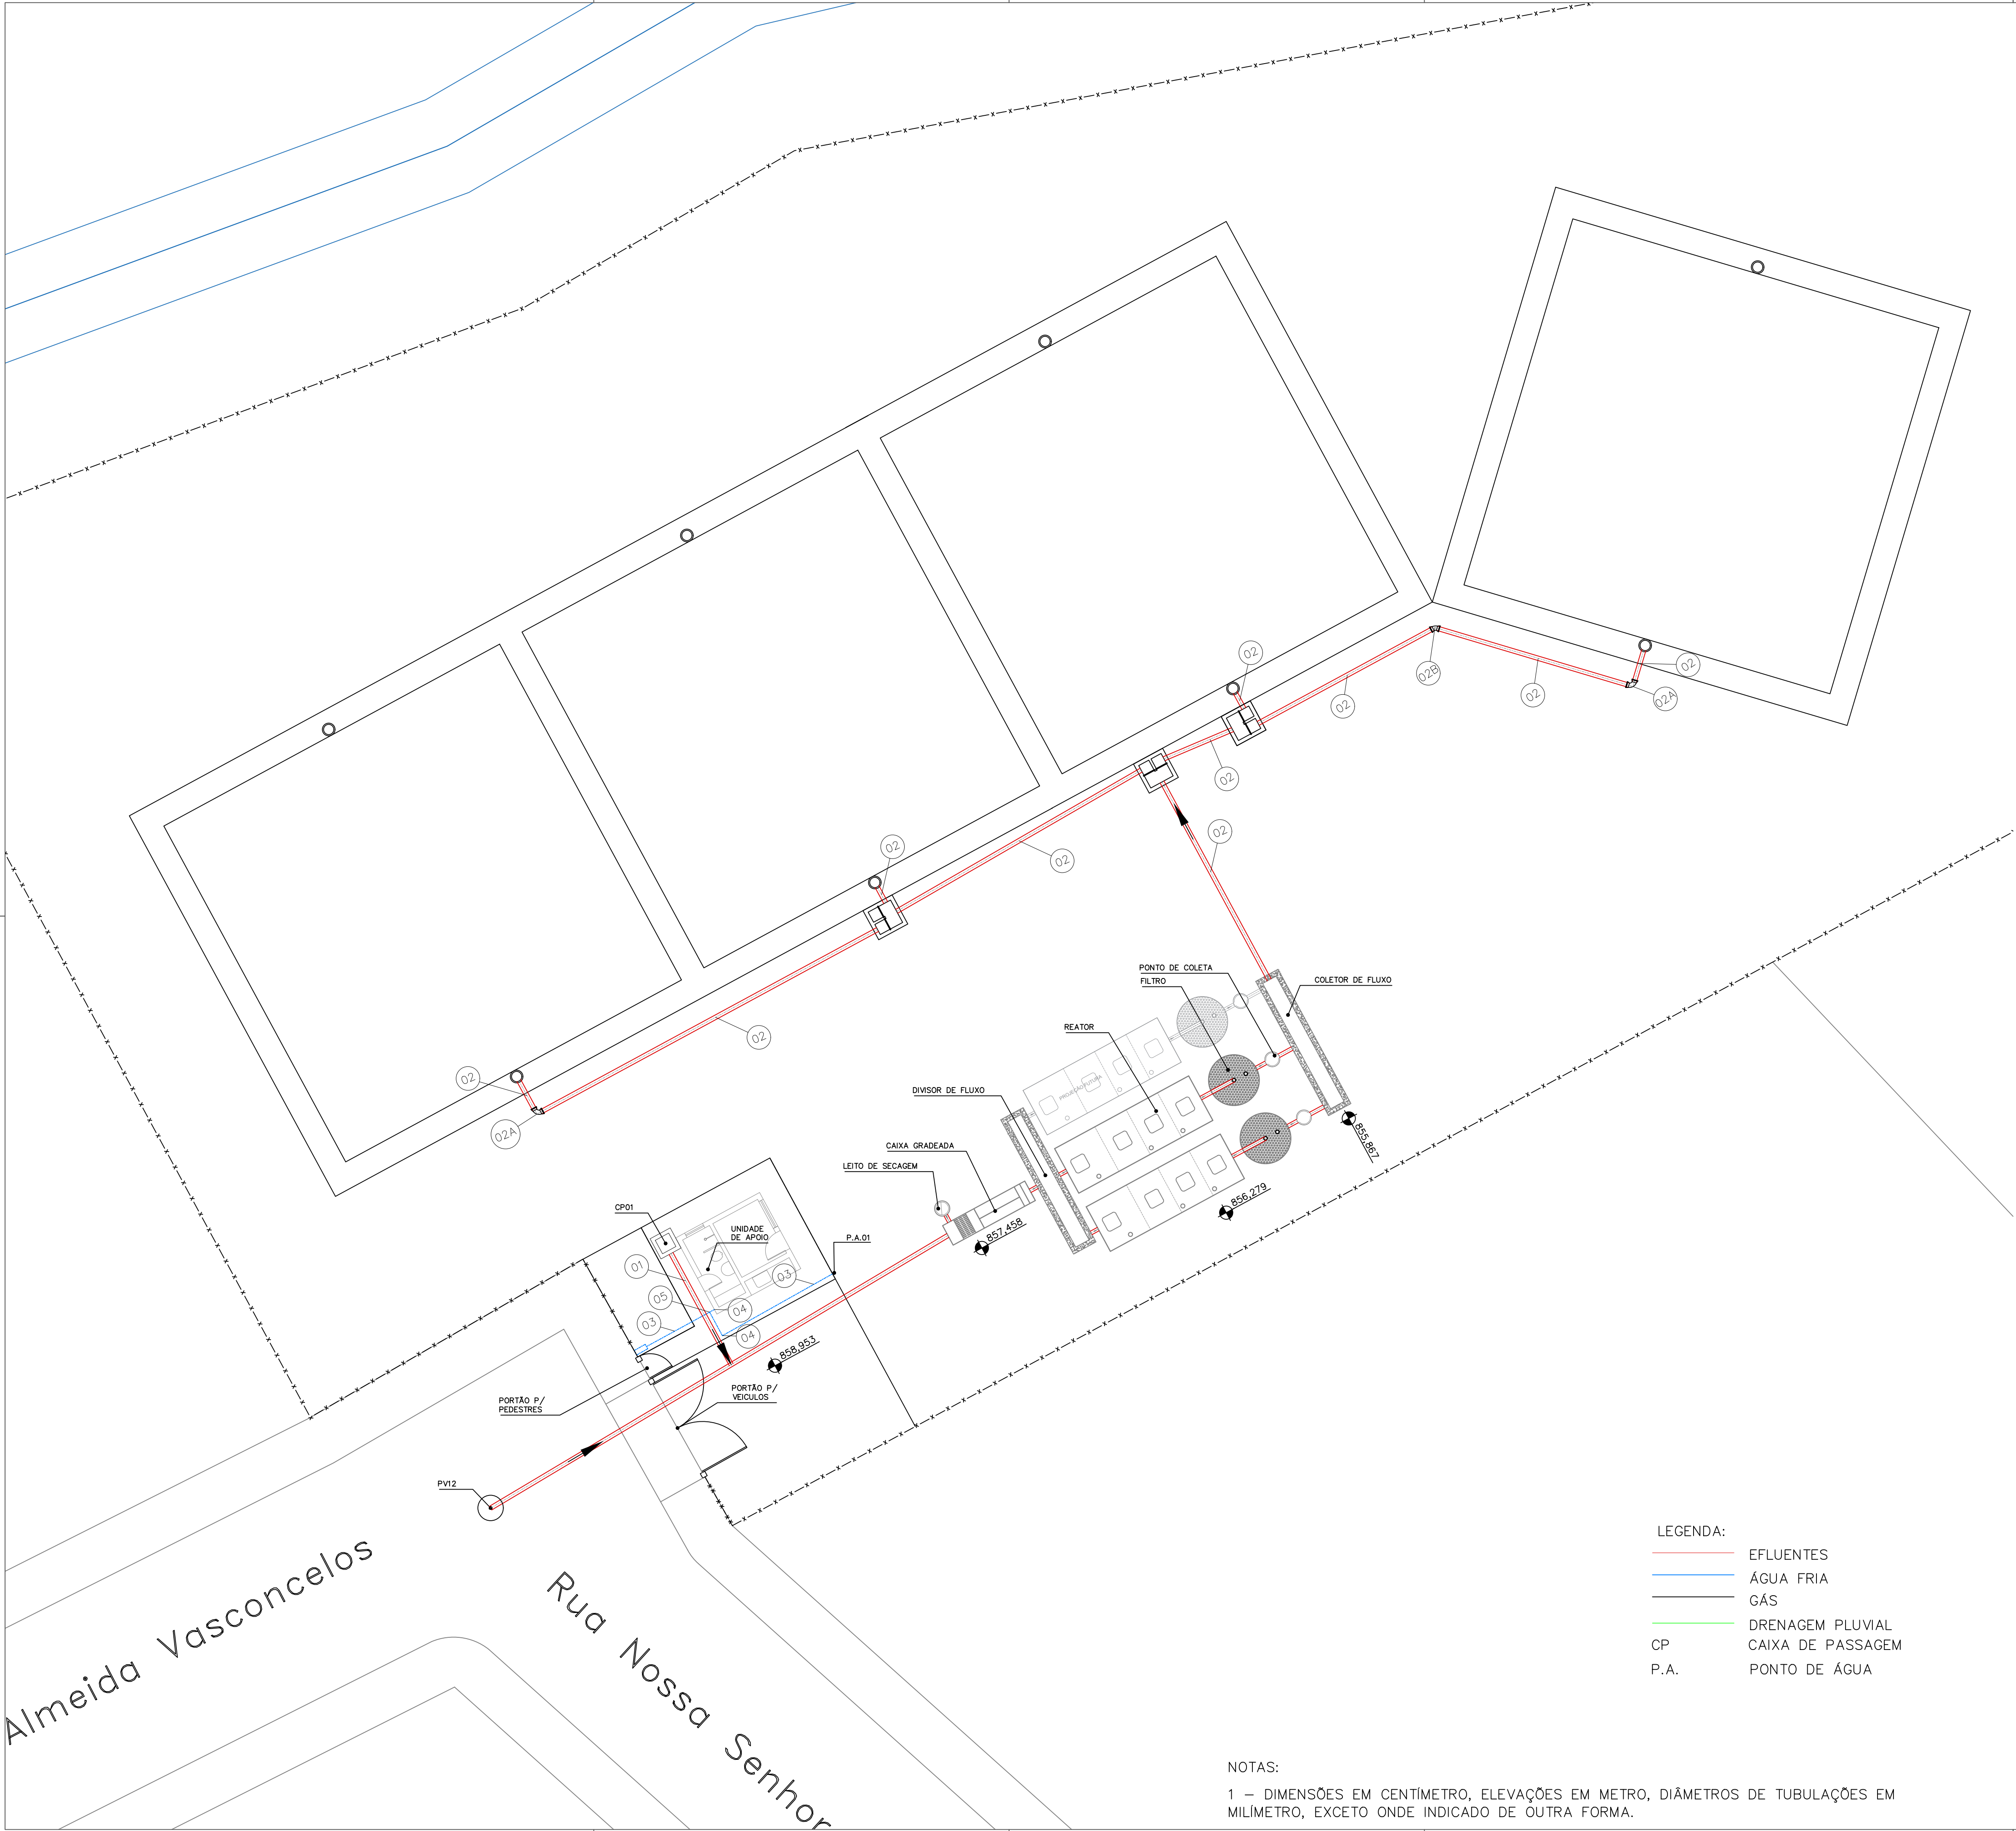 02
02
02B
02
02
02A
02
02
02
02
02
02
02A
PONTO DE COLETA
FILTRO
COLETOR DE FLUXO
REATOR
PROJEÇÃO FUTURA
DIVISOR DE FLUXO
CAIXA GRADEADA
LEITO DE SECAGEM
855,867
856,279
857,458
CP01
UNIDADE
DE APOIO
P.A.01
01
03
05
04
03
04
858,953
PORTÃO P/
PEDESTRES
PORTÃO P/
VEICULOS
PV12
Almeida Vasconcelos
Rua Nossa Senhor
LEGENDA:
EFLUENTES
ÁGUA FRIA
GÁS
DRENAGEM PLUVIAL
CP CAIXA DE PASSAGEM
P.A. PONTO DE ÁGUA
NOTAS:
1 – DIMENSÕES EM CENTÍMETRO, ELEVAÇÕES EM METRO, DIÂMETROS DE TUBULAÇÕES EM
MILÍMETRO, EXCETO ONDE INDICADO DE OUTRA FORMA.